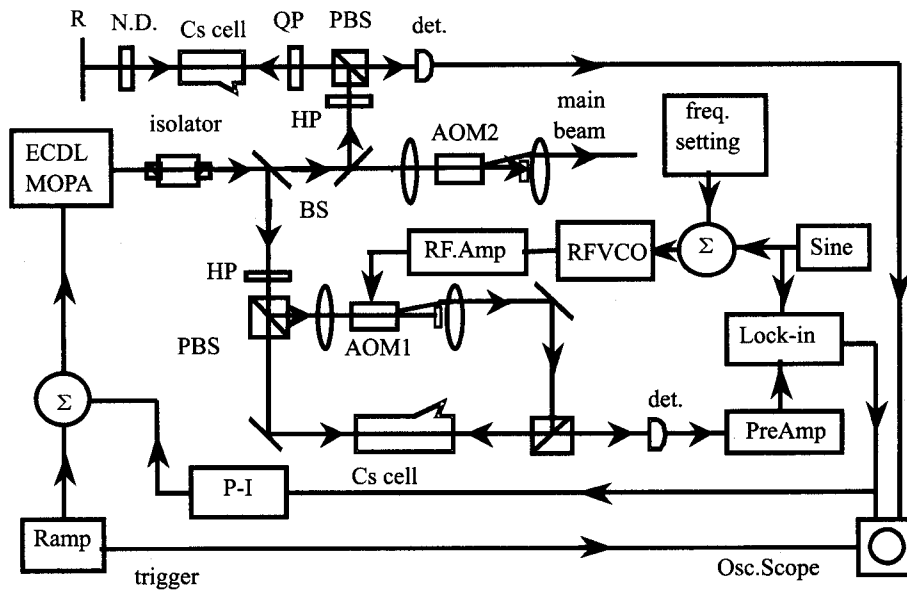 R
N.D.
Cs cell
QP
PBS
det.
HP
isolator
AOM2
main
beam
freq.
setting
ECDL
MOPA
BS
Σ
Sine
RFVCO
RF.Amp
HP
PBS
AOM1
Lock-in
Σ
det.
PreAmp
Cs cell
P-I
Ramp
trigger
Osc.Scope